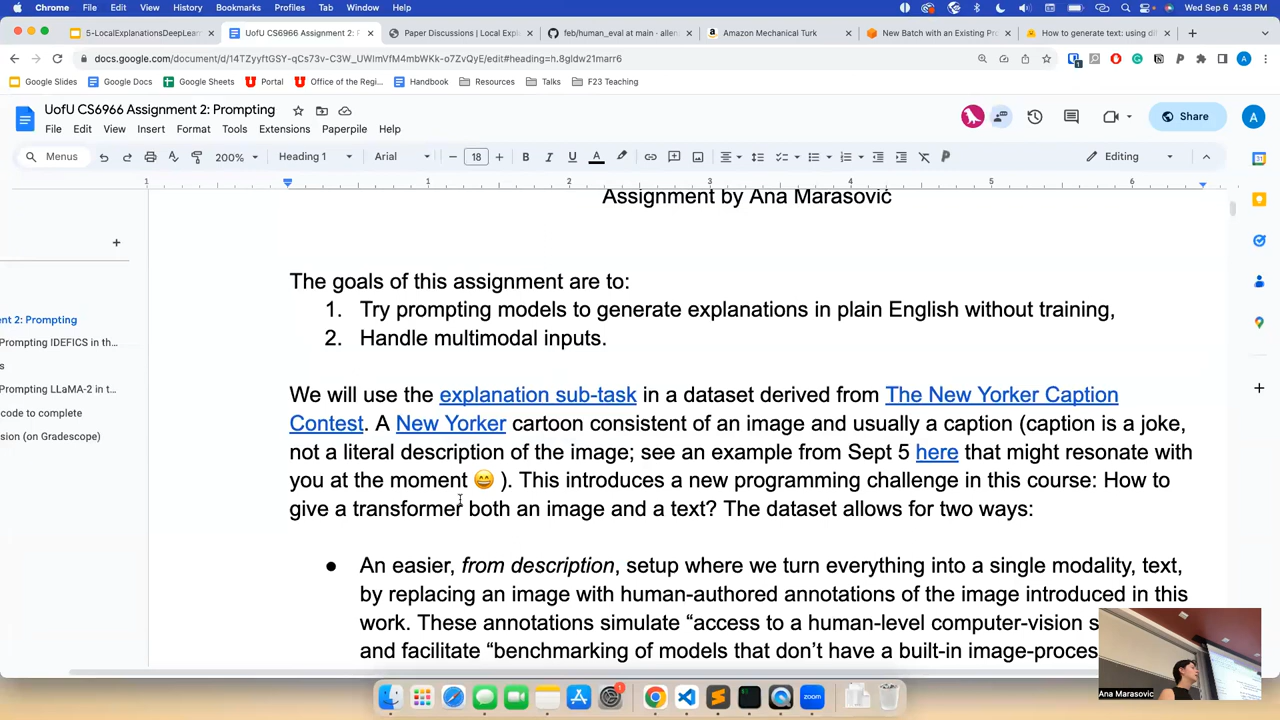 Chrome File Edit View History Bookmarks Profiles Tab Window Help Wed Sep 6 4:38 PM
5-LocalExplanationsDeepLearn UofU CS6966 Assignment 2: F Paper Discussions | Local Expl feb/human_eval at main · allen Amazon Mechanical Turk New Batch with an Existing Pr How to generate text: using di
docs.google.com/document/d/14TZyyftGSY-qCs73v-C3W_UWlmVfM4mbWKk-o7ZvQyE/edit#heading=h.8gldw21marr6
Google Slides Google Docs Google Sheets Portal Office of the Regi... Handbook Resources Talks F23 Teaching
UofU CS6966 Assignment 2: Prompting
Share
A
File Edit View Insert Format Tools Extensions Paperpile Help
Menus 200% Heading 1 Arial 18 B I U A Editing
1 1 2 3 4 5 6
Assignment by Ana Marasović
The goals of this assignment are to:
1. Try prompting models to generate explanations in plain English without training,
2. Handle multimodal inputs.
We will use the explanation sub-task in a dataset derived from The New Yorker Caption
Contest. A New Yorker cartoon consistent of an image and usually a caption (caption is a joke,
not a literal description of the image; see an example from Sept 5 here that might resonate with
you at the moment 😄 ). This introduces a new programming challenge in this course: How to
give a transformer both an image and a text? The dataset allows for two ways:
● An easier, from description, setup where we turn everything into a single modality, text,
by replacing an image with human-authored annotations of the image introduced in this
work. These annotations simulate “access to a human-level computer-vision s
and facilitate “benchmarking of models that don’t have a built-in image-proces
ent 2: Prompting
Prompting IDEFICS in th...
s
Prompting LLaMA-2 in t...
code to complete
sion (on Gradescope)
Ana Marasovic
zoom